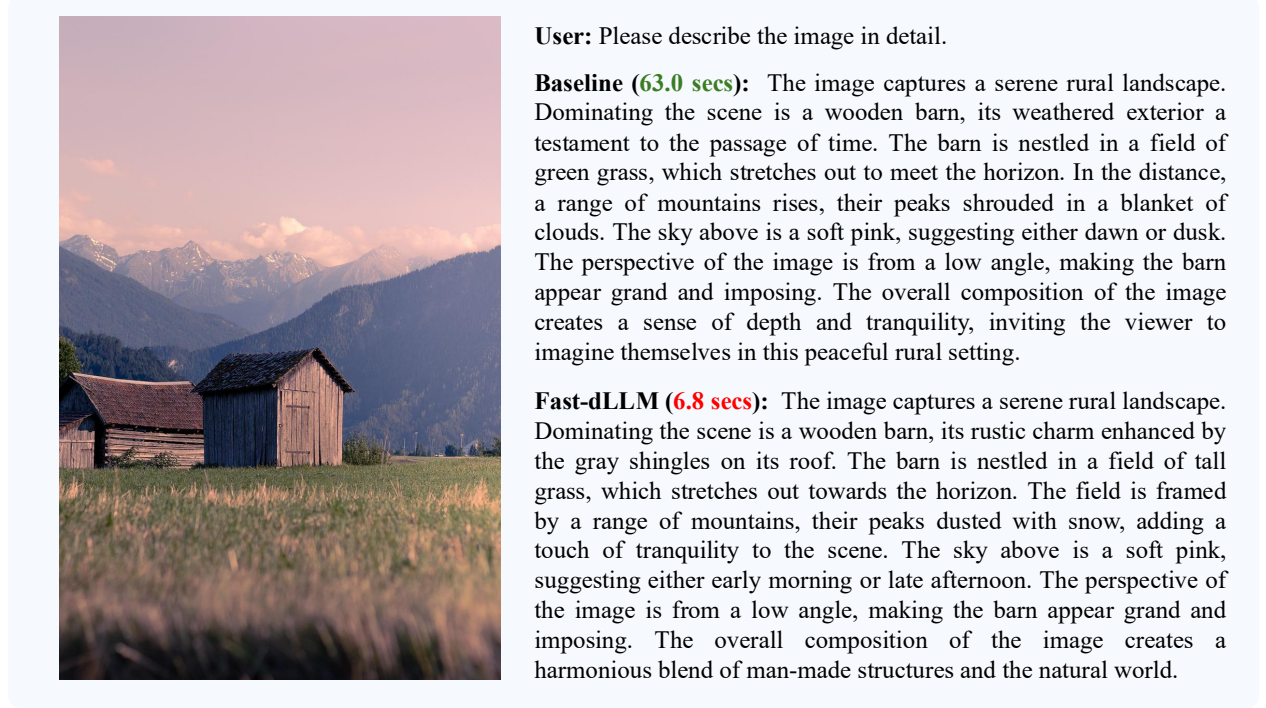 User: Please describe the image in detail.
Baseline (63.0 secs): The image captures a serene rural landscape.
Dominating the scene is a wooden barn, its weathered exterior a
testament to the passage of time. The barn is nestled in a field of
green grass, which stretches out to meet the horizon. In the distance,
a range of mountains rises, their peaks shrouded in a blanket of
clouds. The sky above is a soft pink, suggesting either dawn or dusk.
The perspective of the image is from a low angle, making the barn
appear grand and imposing. The overall composition of the image
creates a sense of depth and tranquility, inviting the viewer to
imagine themselves in this peaceful rural setting.
Fast-dLLM (6.8 secs): The image captures a serene rural landscape.
Dominating the scene is a wooden barn, its rustic charm enhanced by
the gray shingles on its roof. The barn is nestled in a field of tall
grass, which stretches out towards the horizon. The field is framed
by a range of mountains, their peaks dusted with snow, adding a
touch of tranquility to the scene. The sky above is a soft pink,
suggesting either early morning or late afternoon. The perspective of
the image is from a low angle, making the barn appear grand and
imposing. The overall composition of the image creates a
harmonious blend of man-made structures and the natural world.